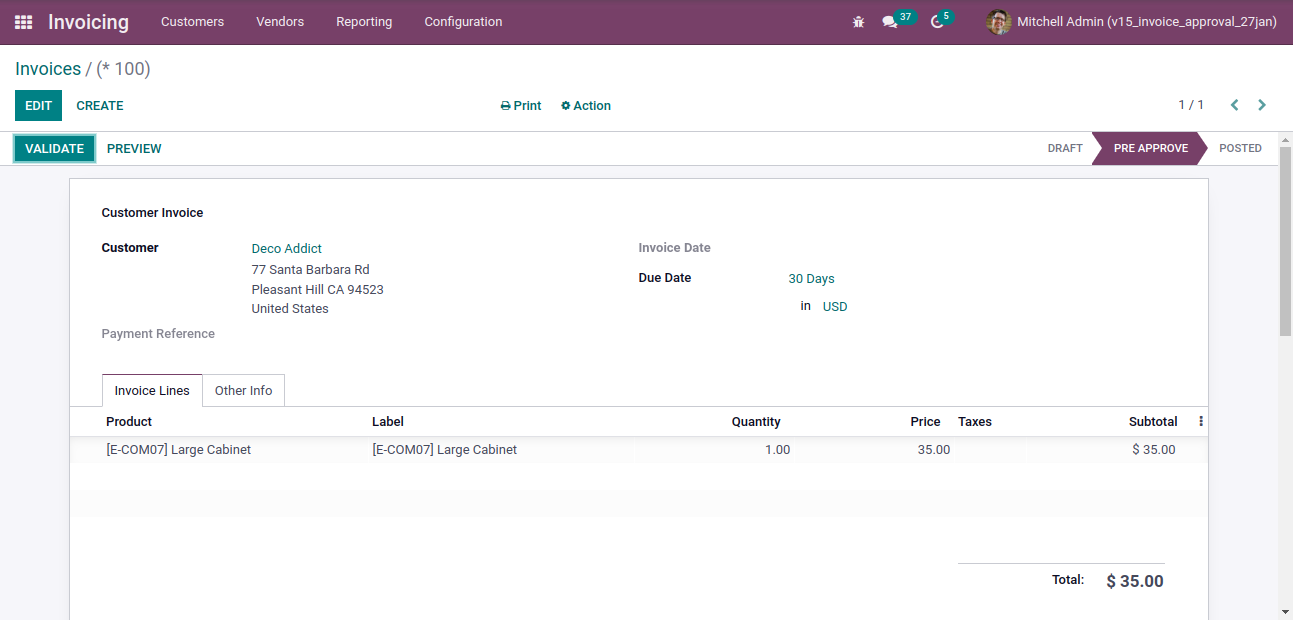 Invoicing Customers Vendors Reporting Configuration 37 5 Mitchell Admin (v15_invoice_approval_27jan)
Invoices / (* 100)
EDIT CREATE Print Action 1 / 1
VALIDATE PREVIEW DRAFT PRE APPROVE POSTED
Customer Invoice
Customer Deco Addict Invoice Date
77 Santa Barbara Rd Due Date 30 Days
Pleasant Hill CA 94523
United States in USD
Payment Reference
Invoice Lines Other Info
Product Label Quantity Price Taxes Subtotal
[E-COM07] Large Cabinet [E-COM07] Large Cabinet 1.00 35.00 $ 35.00
Total: $ 35.00